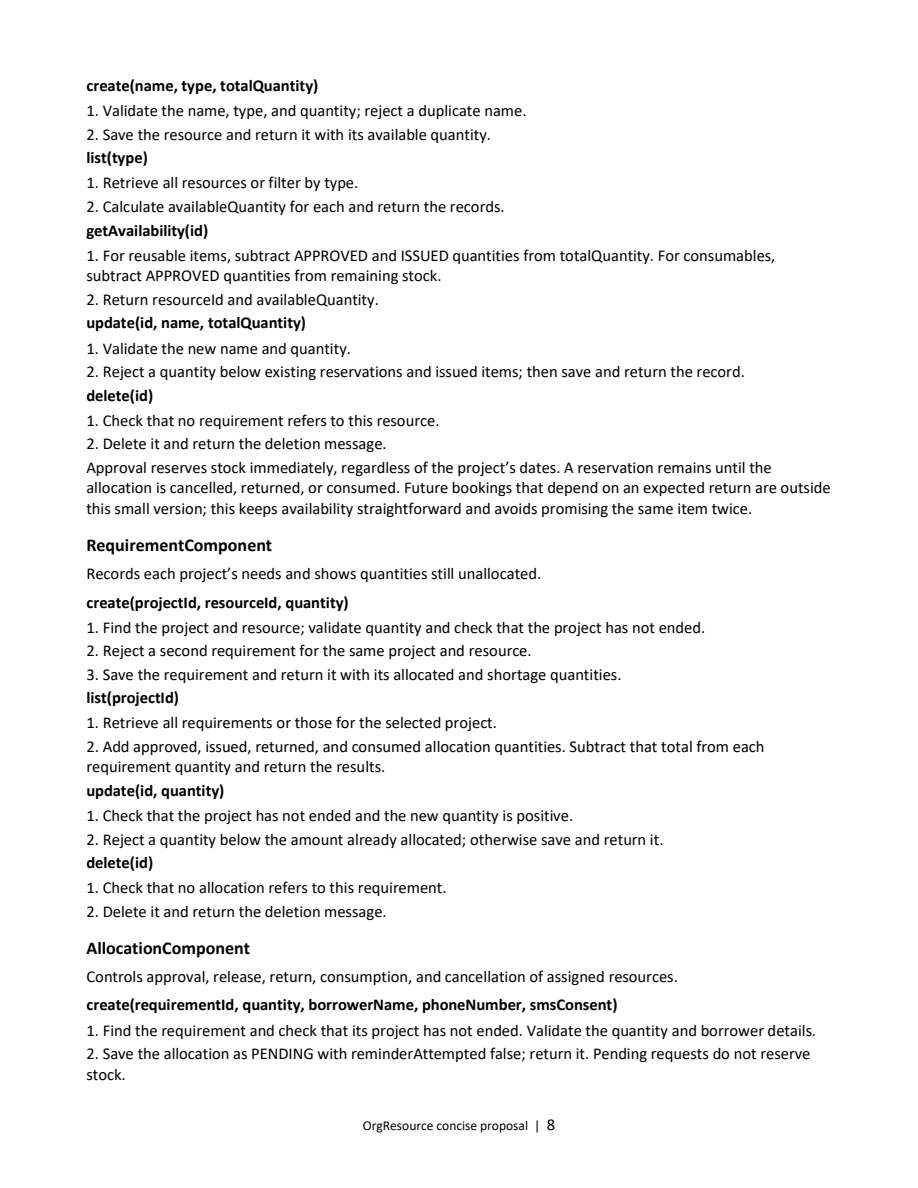 create(name, type, totalQuantity)
1. Validate the name, type, and quantity; reject a duplicate name.
2. Save the resource and return it with its available quantity.
list(type)
1. Retrieve all resources or filter by type.
2. Calculate availableQuantity for each and return the records.
getAvailability(id)
1. For reusable items, subtract APPROVED and ISSUED quantities from totalQuantity. For consumables,
subtract APPROVED quantities from remaining stock.
2. Return resourceId and availableQuantity.
update(id, name, totalQuantity)
1. Validate the new name and quantity.
2. Reject a quantity below existing reservations and issued items; then save and return the record.
delete(id)
1. Check that no requirement refers to this resource.
2. Delete it and return the deletion message.
Approval reserves stock immediately, regardless of the project’s dates. A reservation remains until the
allocation is cancelled, returned, or consumed. Future bookings that depend on an expected return are outside
this small version; this keeps availability straightforward and avoids promising the same item twice.
RequirementComponent
Records each project’s needs and shows quantities still unallocated.
create(projectId, resourceId, quantity)
1. Find the project and resource; validate quantity and check that the project has not ended.
2. Reject a second requirement for the same project and resource.
3. Save the requirement and return it with its allocated and shortage quantities.
list(projectId)
1. Retrieve all requirements or those for the selected project.
2. Add approved, issued, returned, and consumed allocation quantities. Subtract that total from each
requirement quantity and return the results.
update(id, quantity)
1. Check that the project has not ended and the new quantity is positive.
2. Reject a quantity below the amount already allocated; otherwise save and return it.
delete(id)
1. Check that no allocation refers to this requirement.
2. Delete it and return the deletion message.
AllocationComponent
Controls approval, release, return, consumption, and cancellation of assigned resources.
create(requirementId, quantity, borrowerName, phoneNumber, smsConsent)
1. Find the requirement and check that its project has not ended. Validate the quantity and borrower details.
2. Save the allocation as PENDING with reminderAttempted false; return it. Pending requests do not reserve
stock.
OrgResource concise proposal | 8